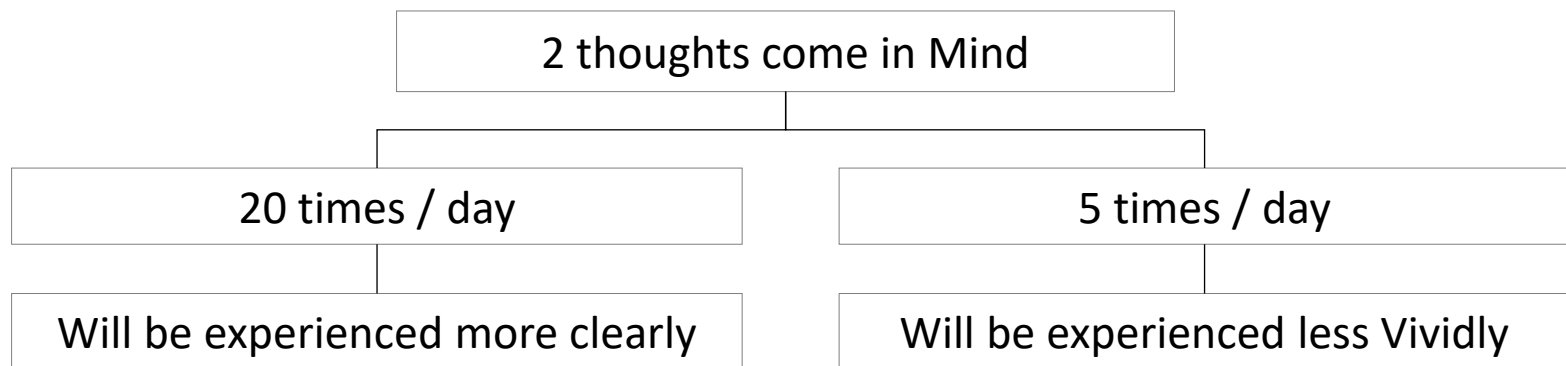 2 thoughts come in Mind
20 times / day
5 times / day
Will be experienced more clearly
Will be experienced less Vividly